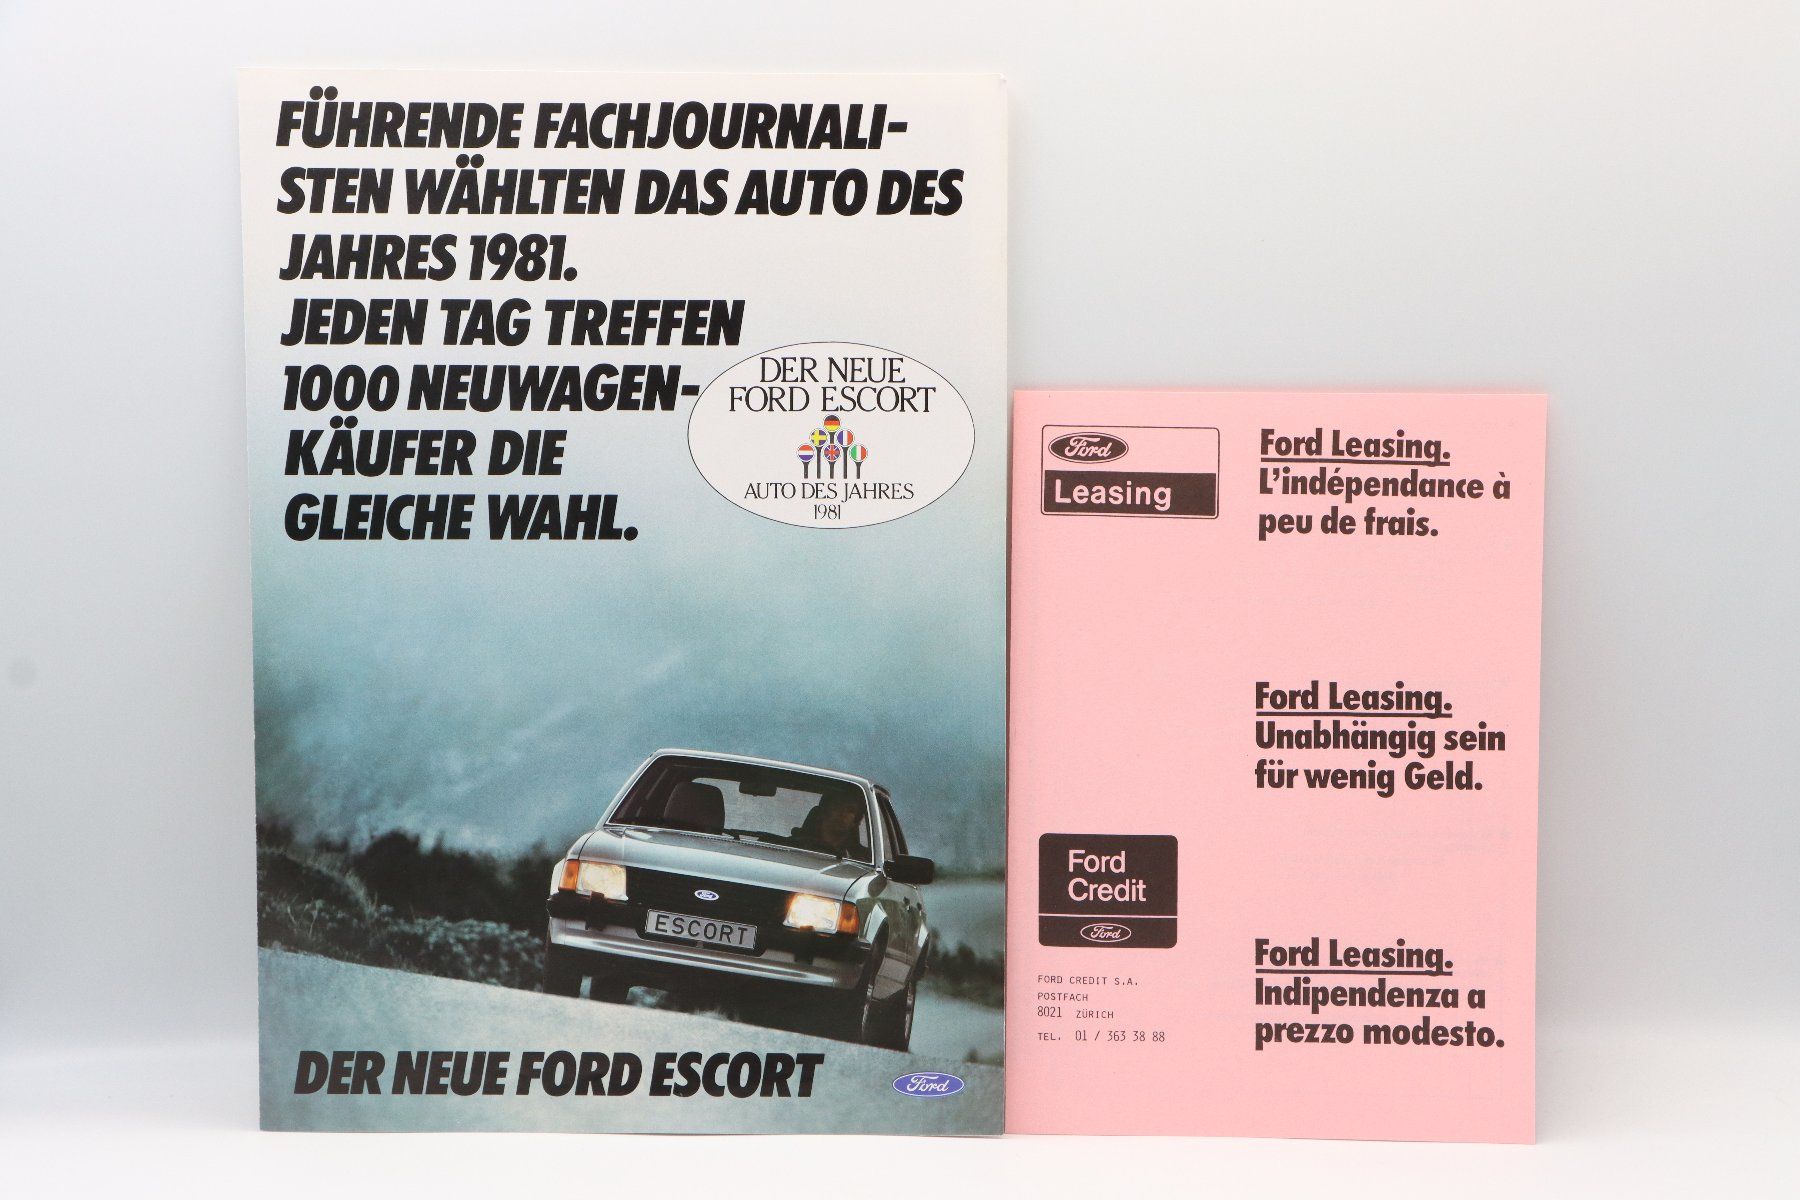 FÜHRENDE FACHJOURNALI-
STEN WÄHLTEN DAS AUTO DES
JAHRES 1981.
JEDEN TAG TREFFEN
1000 NEUWAGEN-
KÄUFER DIE
GLEICHE WAHL.
DER NEUE
FORD ESCORT
AUTO DES JAHRES
1981
Ford
ESCORT
DER NEUE FORD ESCORT
Ford
Ford
Leasing
Ford Leasing.
L'indépendance à
peu de frais.
Ford Leasing.
Unabhängig sein
für wenig Geld.
Ford
Credit
Ford
FORD CREDIT S.A.
POSTFACH
8021 ZÜRICH
TEL. 01 / 363 38 88
Ford Leasing.
Indipendenza a
prezzo modesto.